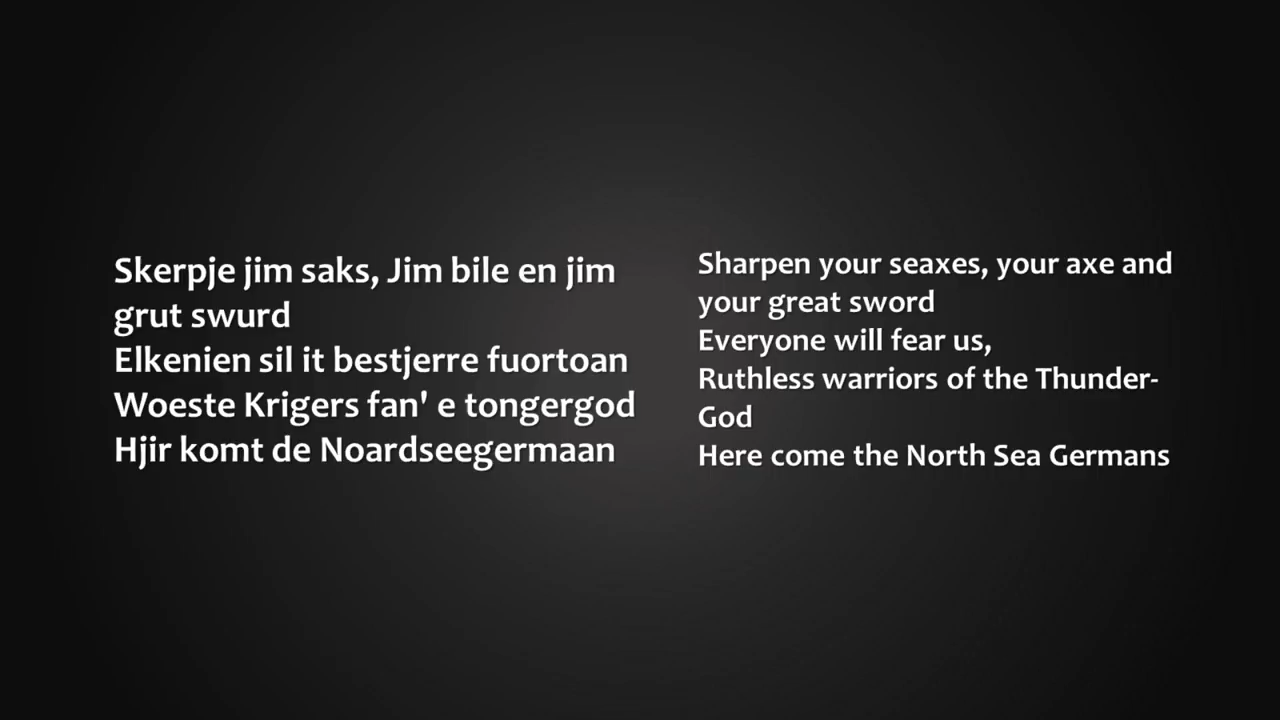 Skerpje jim saks, Jim bile en jim
grut swurd
Elkenien sil it bestjerre fuortoan
Woeste Krigers fan' e tongergod
Hjir komt de Noardseegermaan
Sharpen your seaxes, your axe and
your great sword
Everyone will fear us,
Ruthless warriors of the Thunder-
God
Here come the North Sea Germans